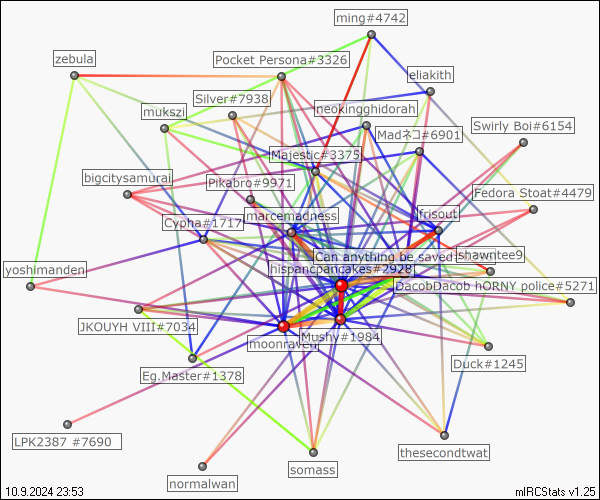 ming#4742
zebula
Pocket Persona#3326
eliakith
Silver#7938
mukszi
neokinghidorah
Swirly Boi#6154
Madネコ#6901
Majestic#3375
bigcitysamurai
Pikabro#9971
Fedora Stoat#4479
marcemadness
frisout
Cypha#1717
Can anything be saved
shawntee9
hispancpancakes#2928
yoshimanden
DacobDacob hORNY police#5271
JKOUYH VIII#7034
Mushy#1984
moonraven
Duck#1245
Eg.Master#1378
LPK2387 #7690
thesecondtwat
somass
normalwan
10.9.2024 23:53
mIRCStats v1.25